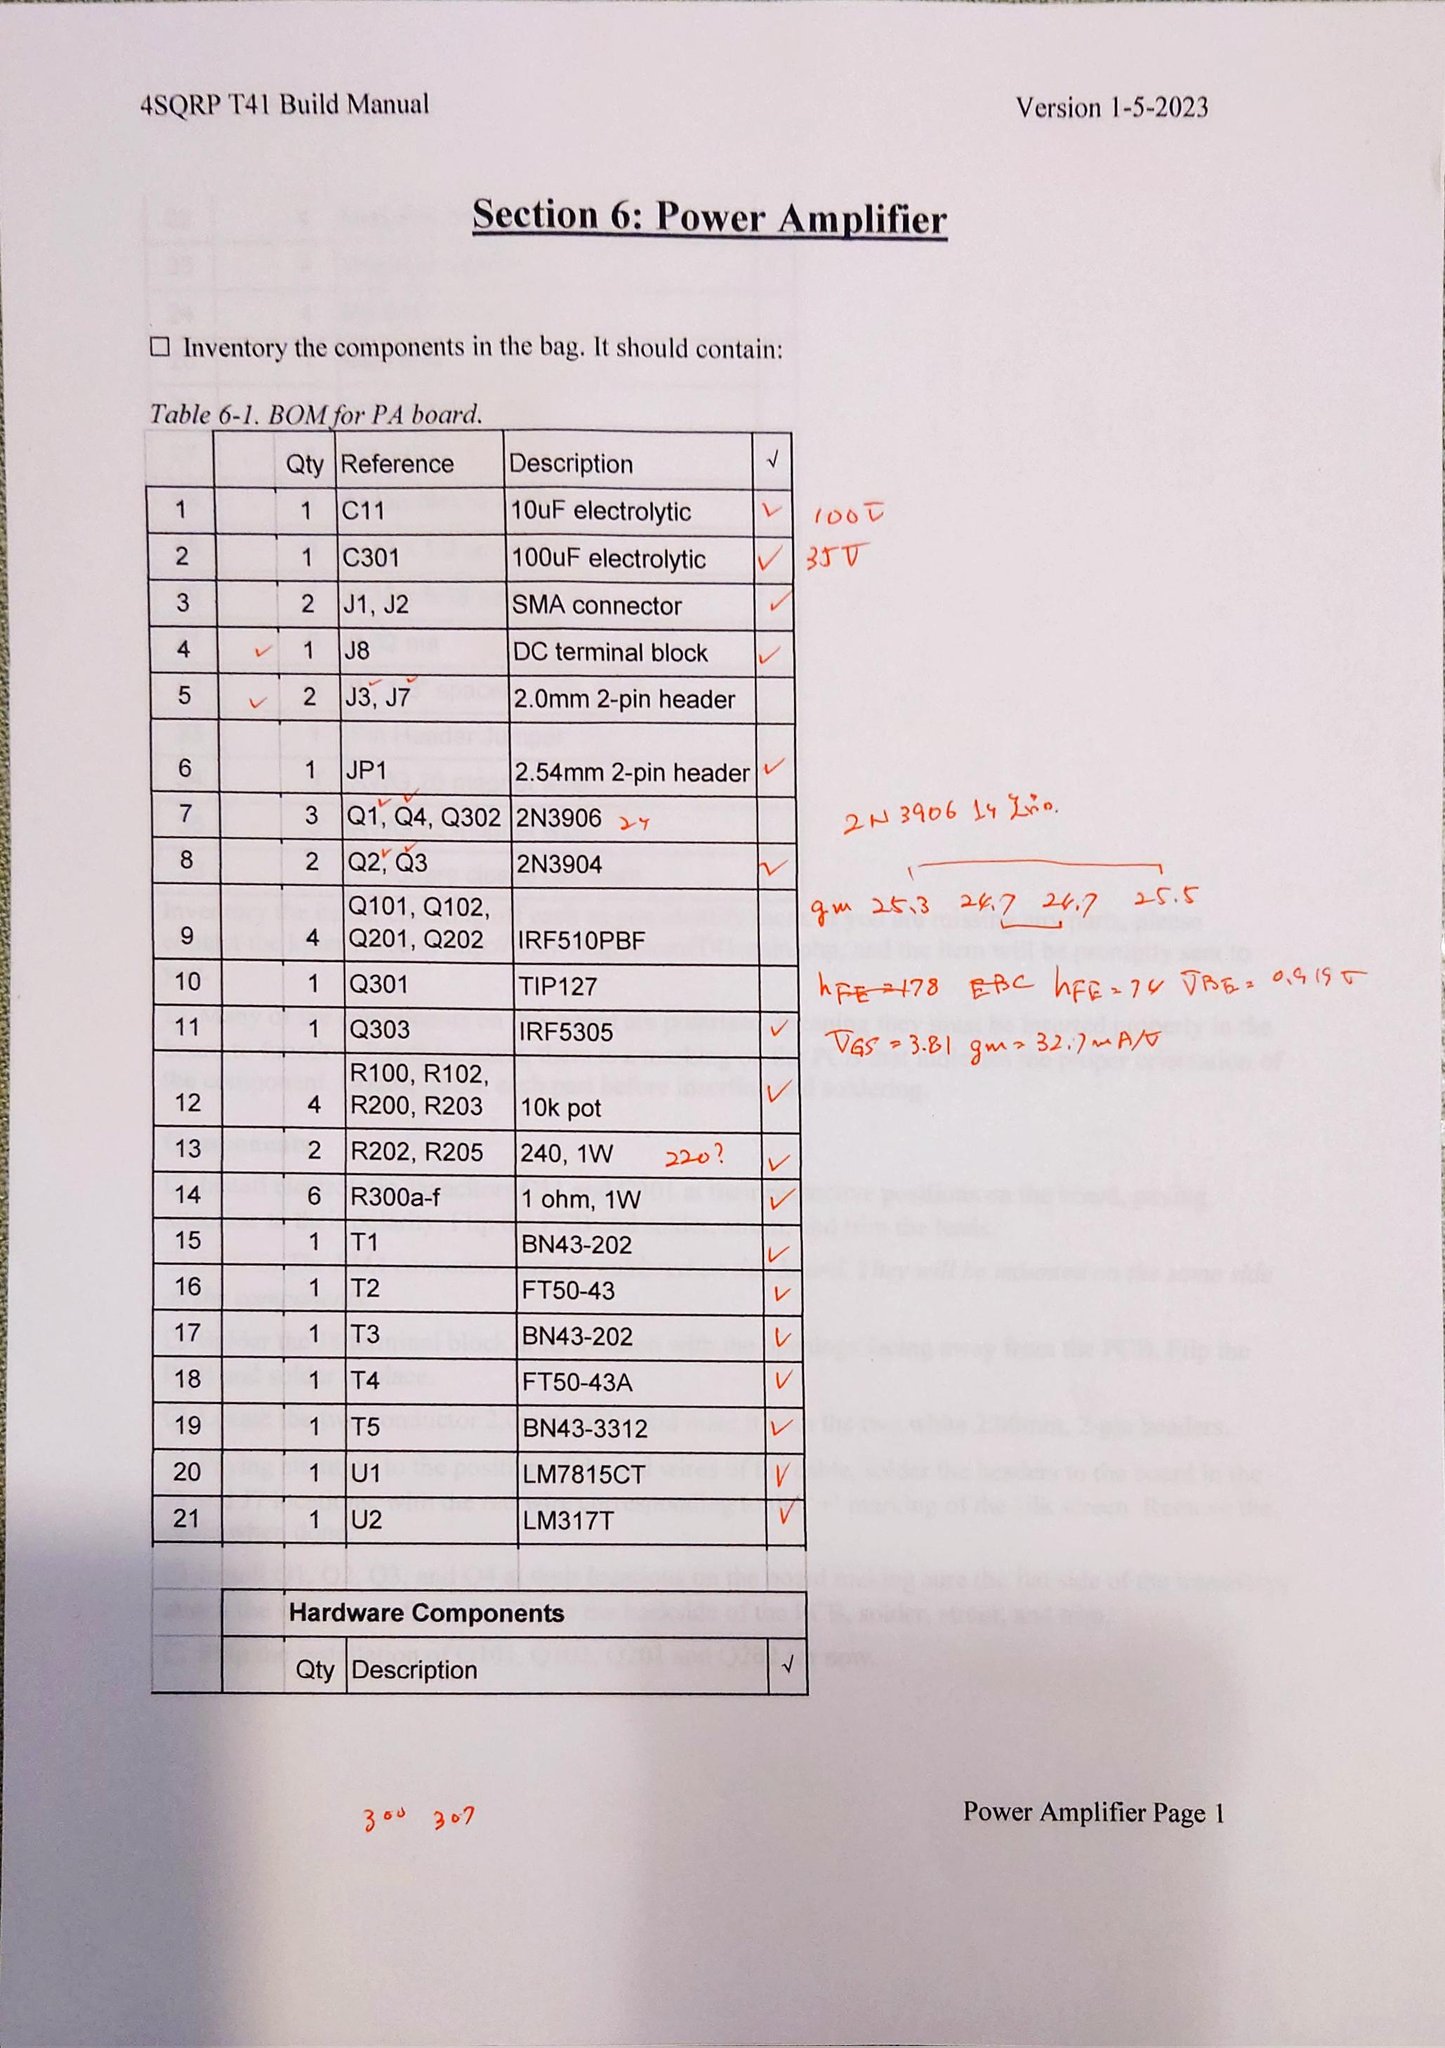 4SQRP T41 Build Manual Version 1-5-2023
Section 6: Power Amplifier
☐ Inventory the components in the bag. It should contain:
Table 6-1. BOM for PA board.
Qty Reference Description √
1 1 C11 10uF electrolytic ✓ 100V
2 1 C301 100uF electrolytic ✓ 35V
3 2 J1, J2 SMA connector ✓
4 ✓ 1 J8 DC terminal block ✓
5 ✓ 2 J3, J7 2.0mm 2-pin header
6 1 JP1 2.54mm 2-pin header ✓
7 3 Q1, Q4, Q302 2N3906 2N3906
8 2 Q2, Q3 2N3904 ✓
Q101, Q102,
9 4 Q201, Q202 IRF510PBF gm 25.3 24.7 24.7 25.5
10 1 Q301 TIP127 hFE=178 EBC hFE=74 VBE=
11 1 Q303 IRF5305 ✓ VGS=3.81 gm=32.7mA/V
R100, R102,
12 4 R200, R203 10k pot ✓
13 2 R202, R205 240, 1W 220? ✓
14 6 R300a-f 1 ohm, 1W ✓
15 1 T1 BN43-202 ✓
16 1 T2 FT50-43 ✓
17 1 T3 BN43-202 ✓
18 1 T4 FT50-43A ✓
19 1 T5 BN43-3312 ✓
20 1 U1 LM7815CT ✓
21 1 U2 LM317T ✓
Hardware Components
Qty Description √
300 307
Power Amplifier Page 1